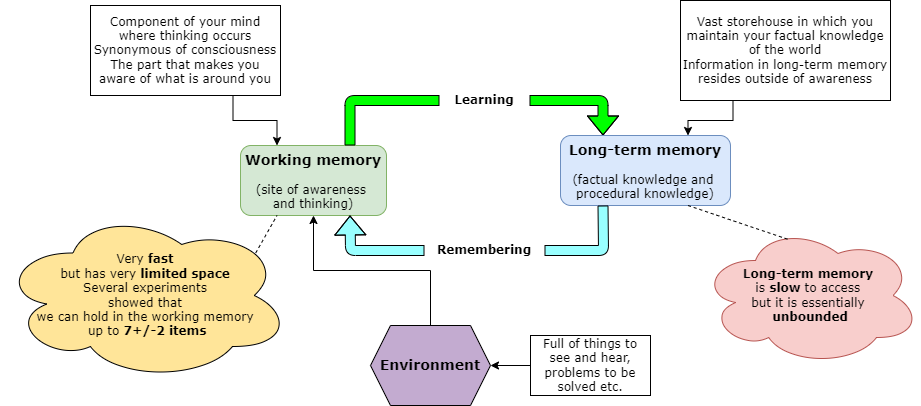 Component of your mind
where thinking occurs
Synonymous of consciousness
The part that makes you
aware of what is around you
Vast storehouse in which you
maintain your factual knowledge
of the world
Information in long-term memory
resides outside of awareness
Learning
Working memory
(site of awareness
and thinking)
Long-term memory
(factual knowledge and
procedural knowledge)
Remembering
Very fast
but has very limited space
Several experiments
showed that
we can hold in the working memory
up to 7+/-2 items
Long-term memory
is slow to access
but it is essentially
unbounded
Environment
Full of things to
see and hear,
problems to be
solved etc.